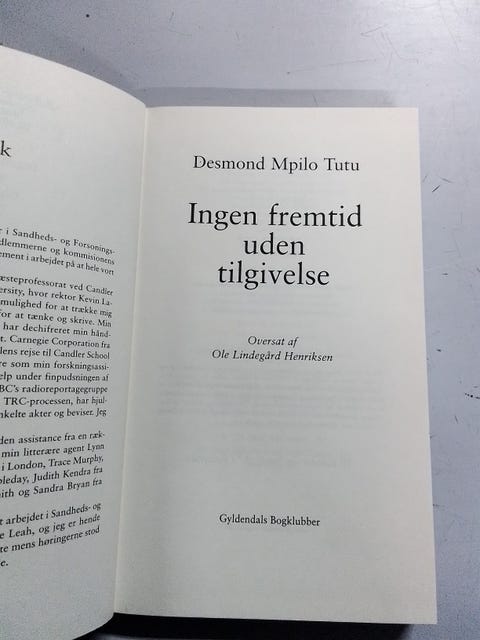 k
r i Sandheds- og Forsonings-
dlemmerne og kommisionens
ement i arbejdet på at hele vort
æsteprofessorat ved Candler
ersity, hvor rektor Kevin La-
mulighed for at trække mig
for at tænke og skrive. Min
har dechifreret min hånd-
t. Carnegie Corporation fra
lens rejse til Candler School
re som min forskningsassi-
elp under finpudsningen af
BC's radioreportagegruppe
TRC-processen, har hjul-
nkelte akter og beviser. Jeg
den assistance fra en ræk-
min litterære agent Lynn
i London, Trace Murphy,
bleday, Judith Kendra fra
ith og Sandra Bryan fra
t arbejdet i Sandheds- og
e Leah, og jeg er hende
te mens høringerne stod
e.
Desmond Mpilo Tutu
Ingen fremtid
uden
tilgivelse
Oversat af
Ole Lindegård Henriksen
Gyldendals Bogklubber